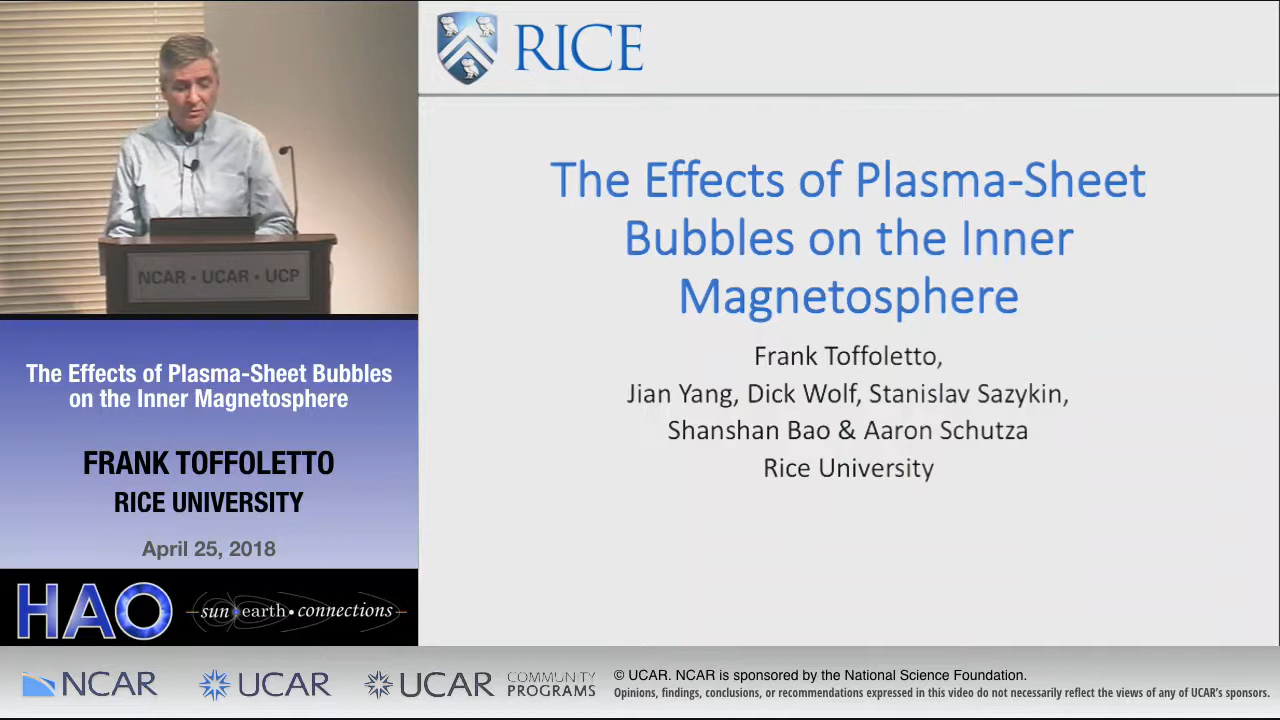 RICE
The Effects of Plasma-Sheet
Bubbles on the Inner
Magnetosphere
Frank Toffoletto,
Jian Yang, Dick Wolf, Stanislav Sazykin,
Shanshan Bao & Aaron Schutza
Rice University
NCAR • UCAR • UCP
The Effects of Plasma-Sheet Bubbles
on the Inner Magnetosphere
FRANK TOFFOLETTO
RICE UNIVERSITY
April 25, 2018
HAO
sun•earth•connections
NCAR
UCAR
UCAR
COMMUNITY
PROGRAMS
© UCAR. NCAR is sponsored by the National Science Foundation.
Opinions, findings, conclusions, or recommendations expressed in this video do not necessarily reflect the views of any of UCAR's sponsors.